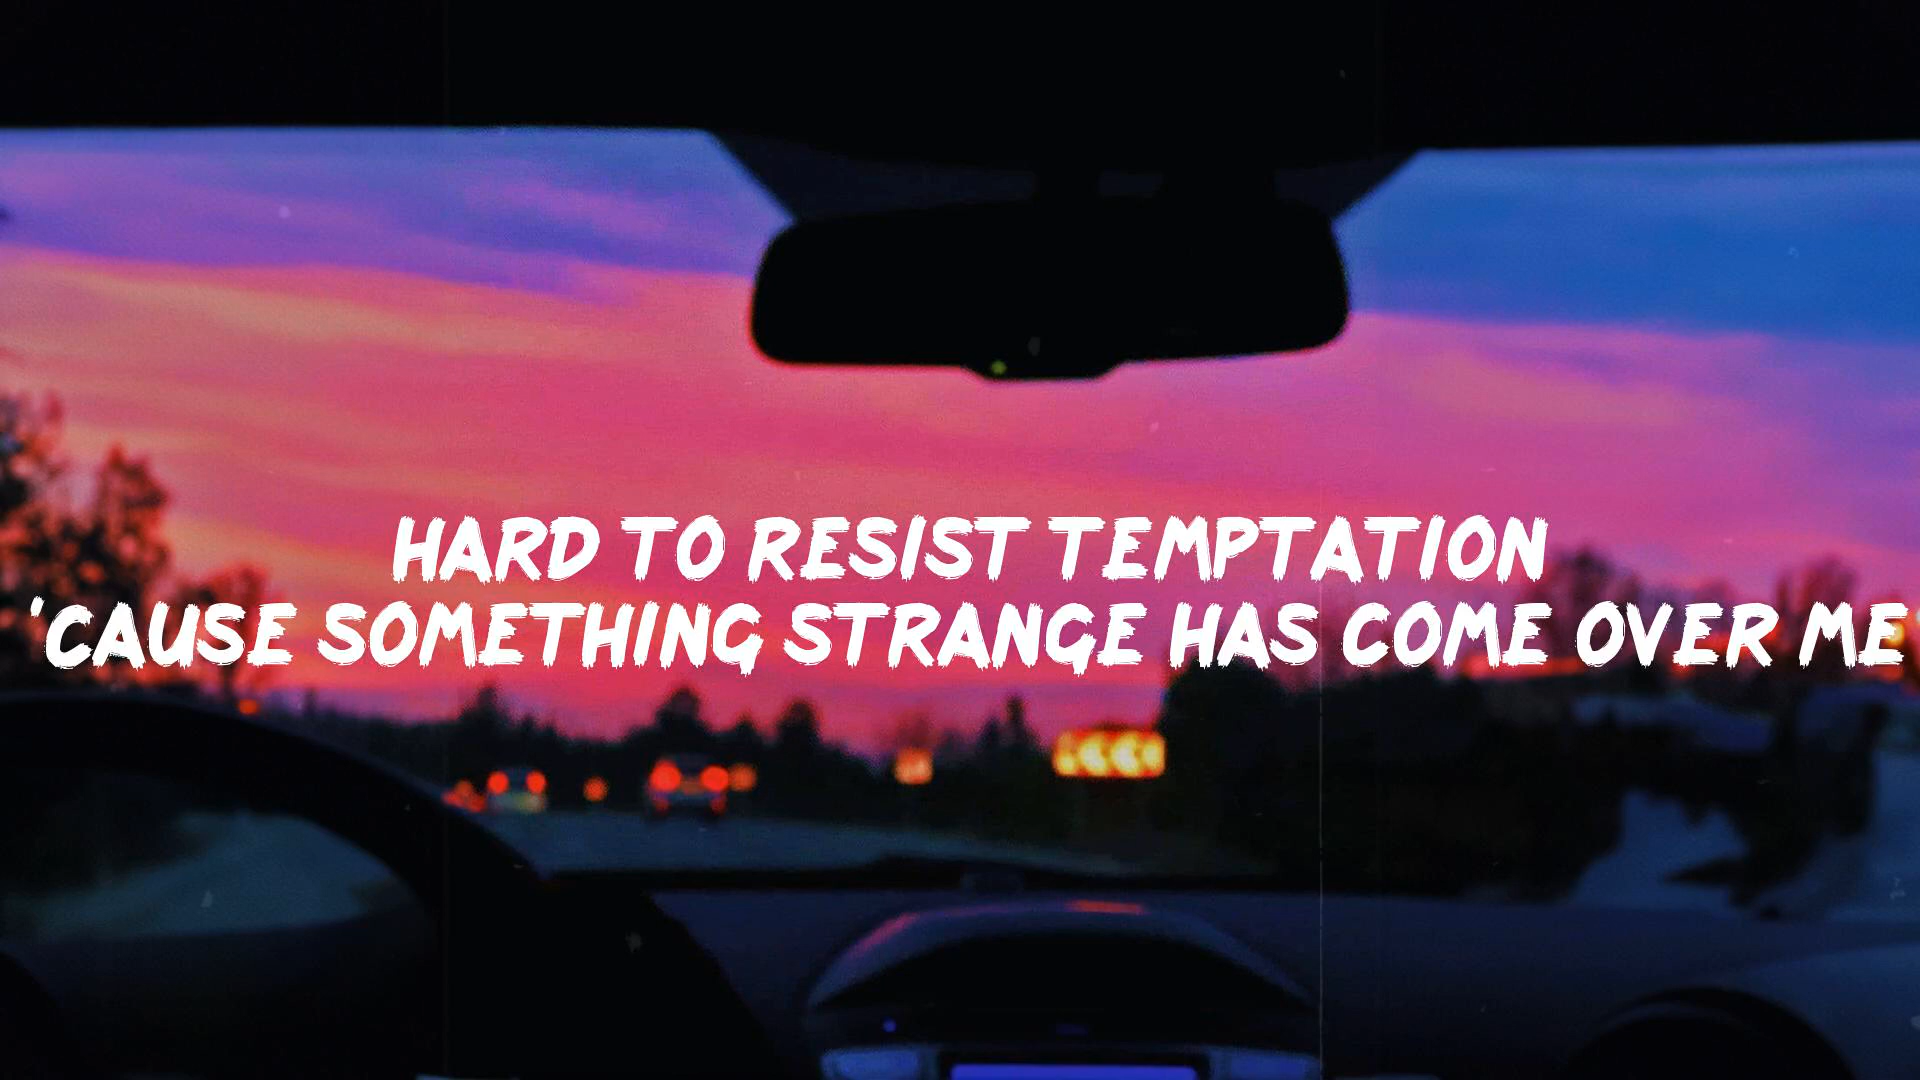 HARD TO RESIST TEMPTATION
'CAUSE SOMETHING STRANGE HAS COME OVER ME